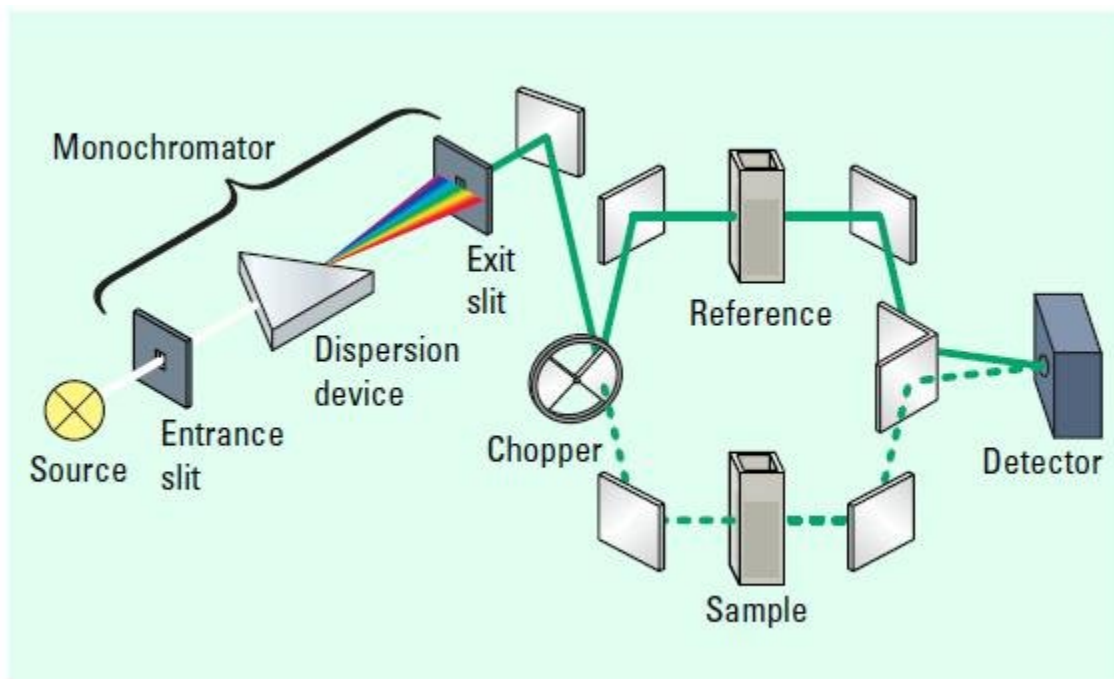 Monochromator
Exit
slit
Reference
Dispersion
device
Entrance
slit
Source
Chopper
Detector
Sample